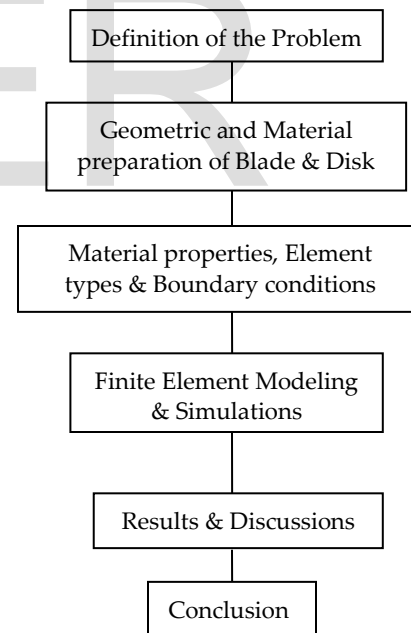 Definition of the Problem
Geometric and Material
preparation of Blade & Disk
Material properties, Element
types & Boundary conditions
Finite Element Modeling
& Simulations
Results & Discussions
Conclusion